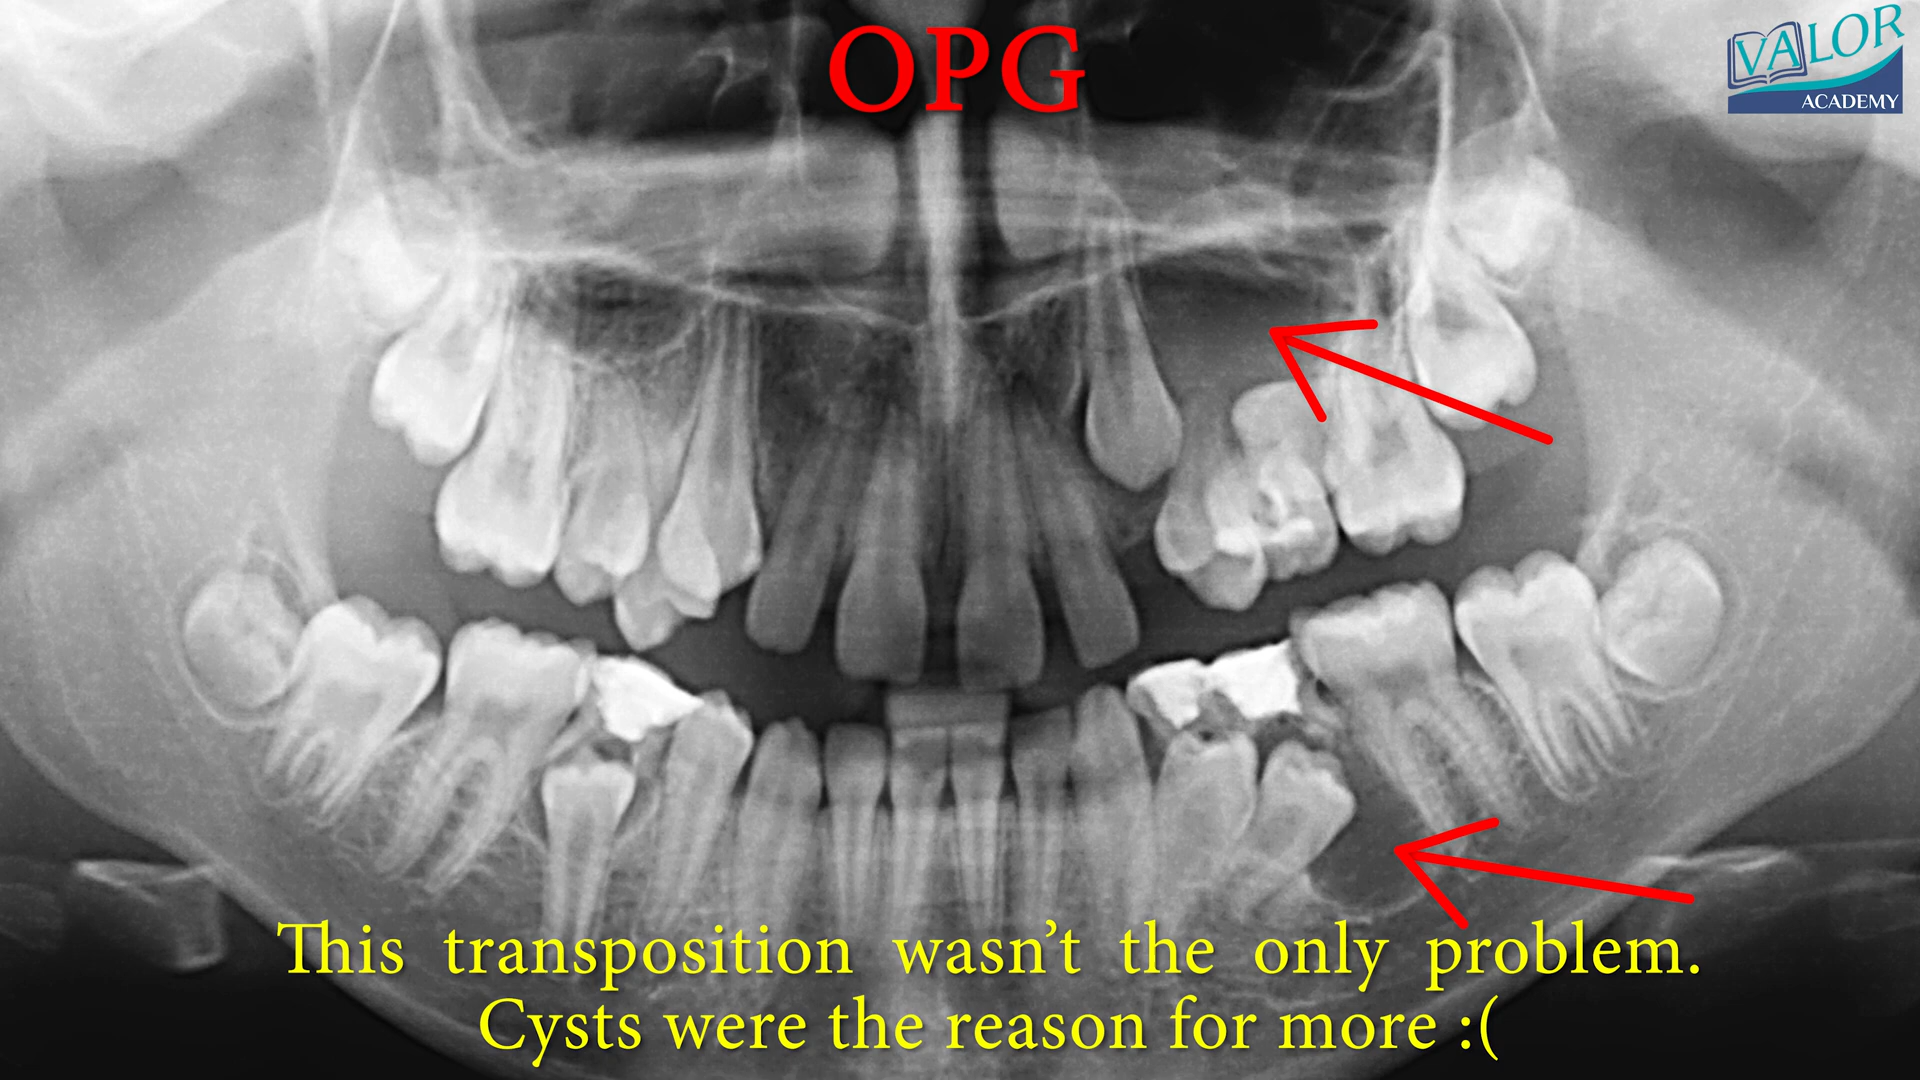 OPG
VALOR
ACADEMY
This transposition wasn’t the only problem.
Cysts were the reason for more :(